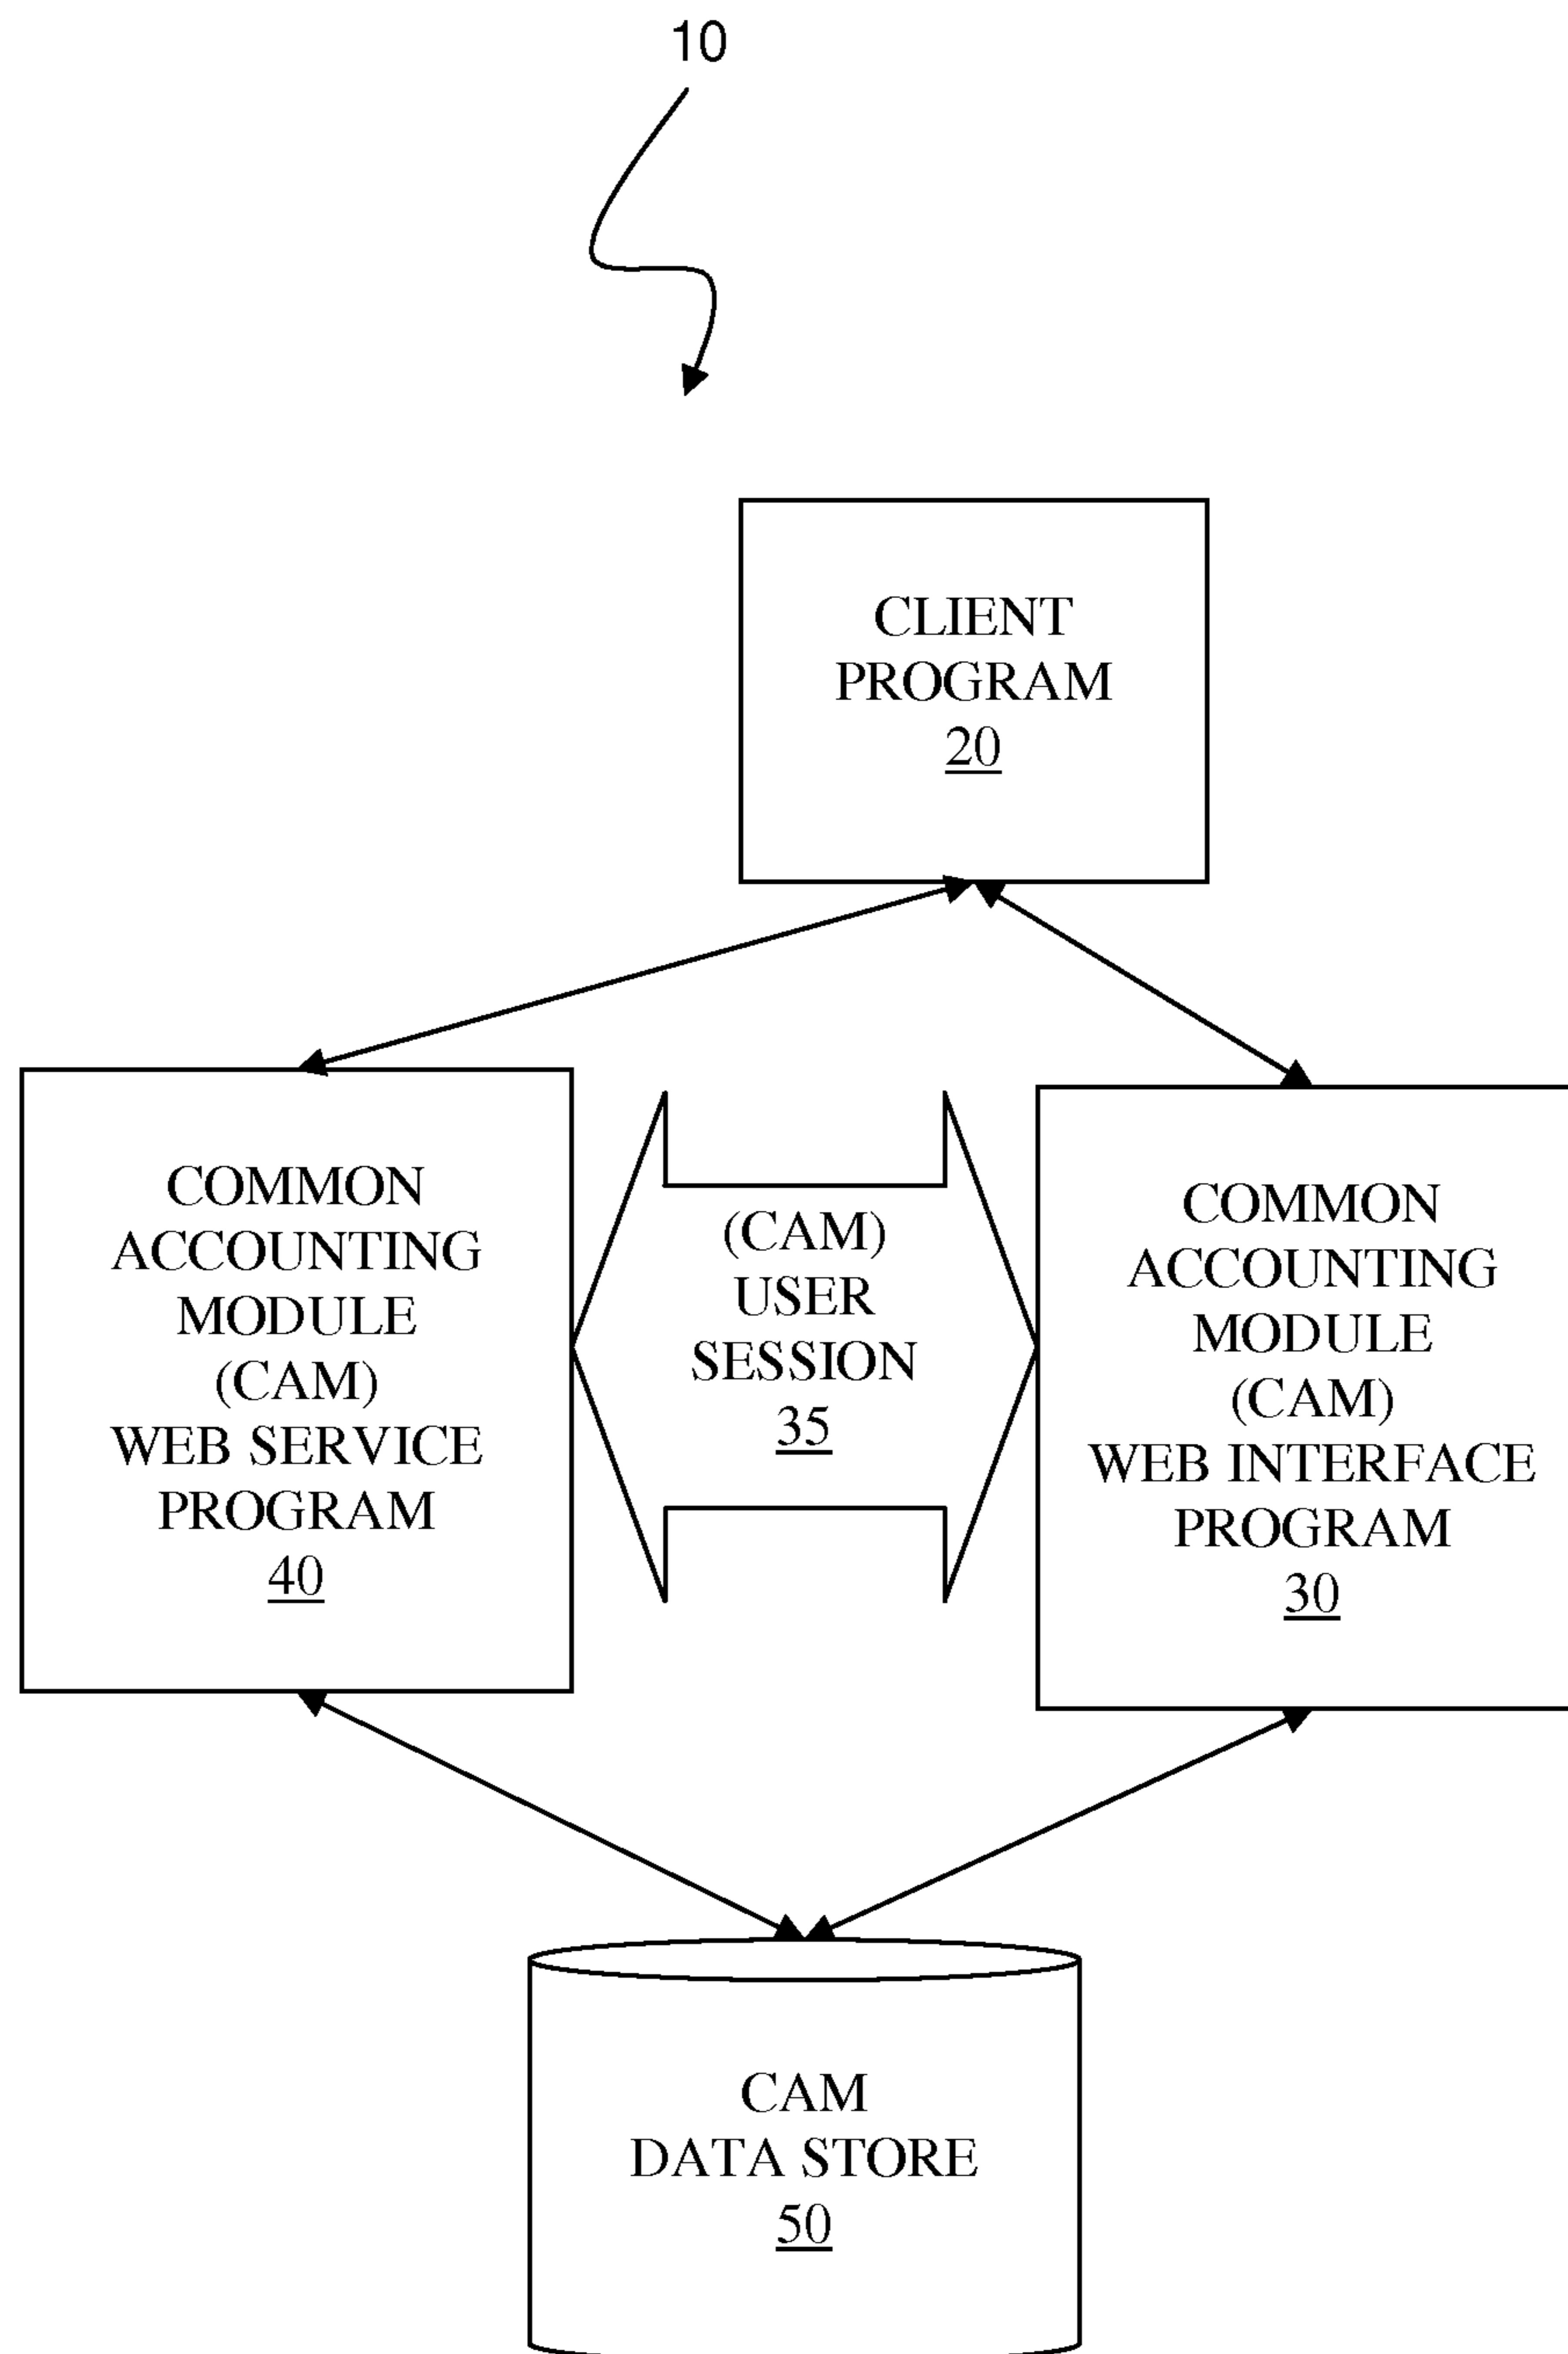 10
CLIENT
PROGRAM
20
COMMON
ACCOUNTING
MODULE
(CAM)
WEB SERVICE
PROGRAM
40
(CAM)
USER
SESSION
35
COMMON
ACCOUNTING
MODULE
(CAM)
WEB INTERFACE
PROGRAM
30
CAM
DATA STORE
50